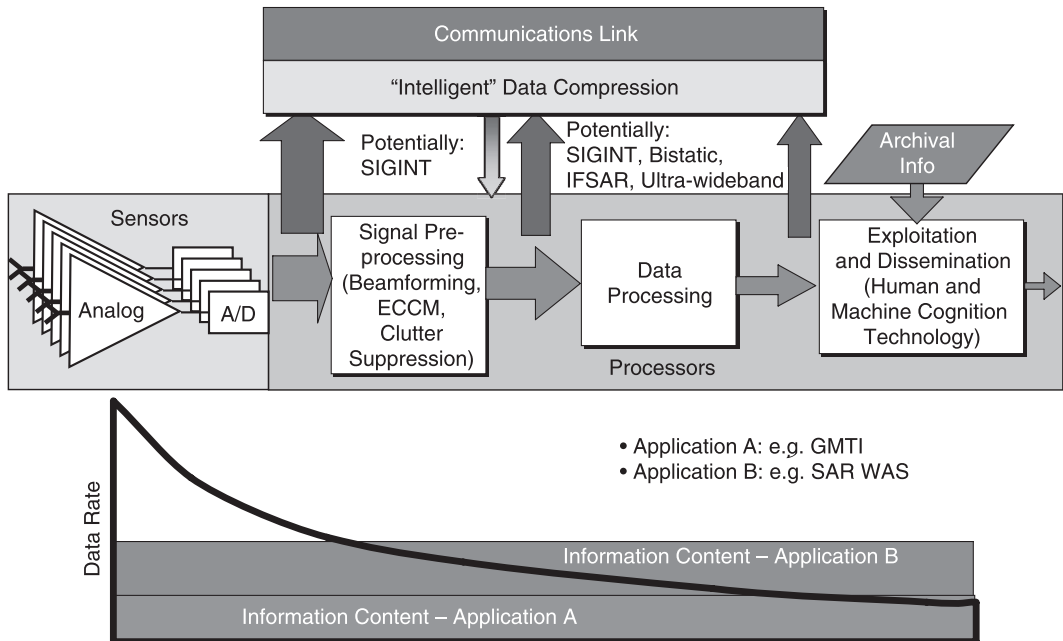 Communications Link
“Intelligent” Data Compression
Potentially:
SIGINT
Potentially:
SIGINT, Bistatic,
IFSAR, Ultra-wideband
Archival
Info
Sensors
Analog
A/D
Signal Pre-
processing
(Beamforming,
ECCM,
Clutter
Suppression)
Data
Processing
Exploitation
and Dissemination
(Human and
Machine Cognition
Technology)
Processors
• Application A: e.g. GMTI
• Application B: e.g. SAR WAS
Data Rate
Information Content – Application B
Information Content – Application A